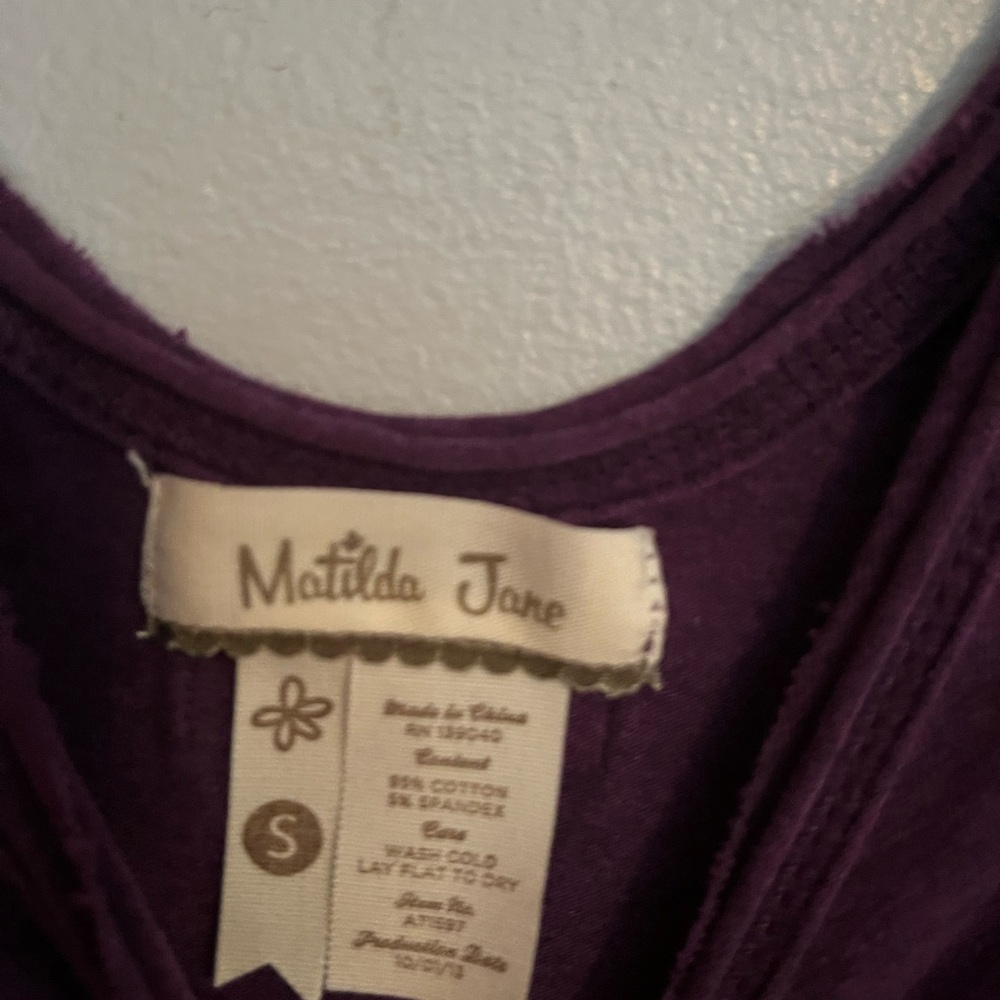 Matilda Jane
S
Made in China
RN 139040
Content
95% COTTON
5% SPANDEX
Care
WASH COLD
LAY FLAT TO DRY
Item No.
Production Date